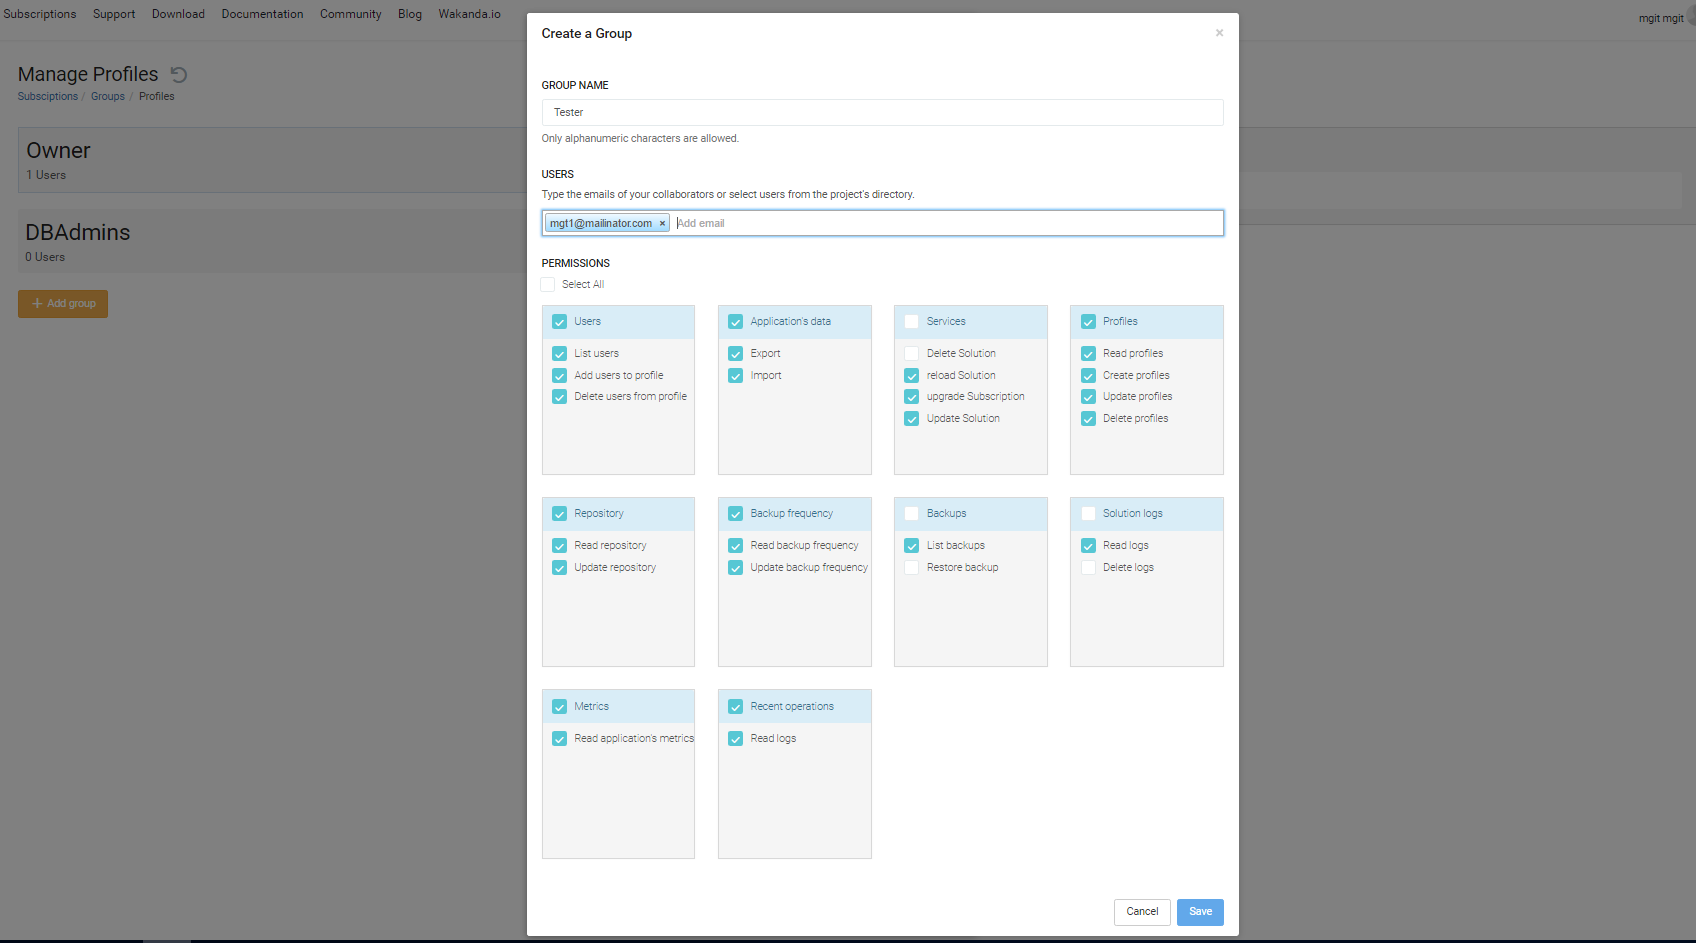 Subscriptions Support Download Documentation Community Blog Wakanda.io
mgit mgit
Manage Profiles
Subsciptions / Groups / Profiles
Owner
1 Users
DBAdmins
0 Users
+ Add group
Create a Group ×
GROUP NAME
Tester
Only alphanumeric characters are allowed.
USERS
Type the emails of your collaborators or select users from the project's directory.
mgt1@mailinator.com × Add email
PERMISSIONS
Select All
Users
List users
Add users to profile
Delete users from profile
Application's data
Export
Import
Services
Delete Solution
reload Solution
upgrade Subscription
Update Solution
Profiles
Read profiles
Create profiles
Update profiles
Delete profiles
Repository
Read repository
Update repository
Backup frequency
Read backup frequency
Update backup frequency
Backups
List backups
Restore backup
Solution logs
Read logs
Delete logs
Metrics
Read application's metrics
Recent operations
Read logs
Cancel Save